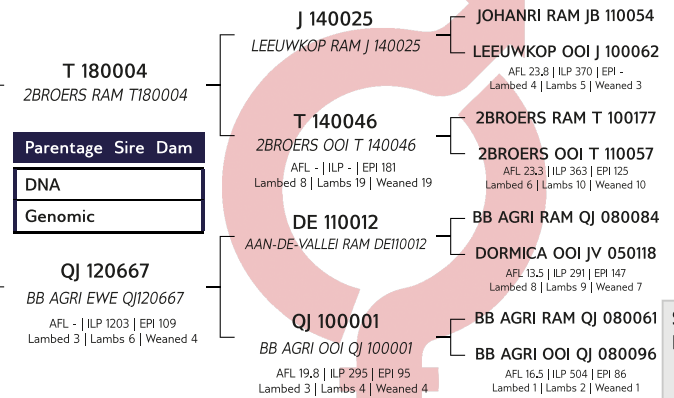 T 180004
2BROERS RAM T180004
Parentage Sire Dam
DNA
Genomic
QJ 120667
BB AGRI EWE QJ120667
AFL - | ILP 1203 | EPI 109
Lambed 3 | Lambs 6 | Weaned 4
J 140025
LEEUWKOP RAM J 140025
T 140046
2BROERS OOI T 140046
AFL - | ILP - | EPI 181
Lambed 8 | Lambs 19 | Weaned 19
DE 110012
AAN-DE-VALLEI RAM DE110012
QJ 100001
BB AGRI OOI QJ 100001
AFL 19.8 | ILP 295 | EPI 95
Lambed 3 | Lambs 4 | Weaned 4
JOHANRI RAM JB 110054
LEEUWKOP OOI J 100062
AFL 23.8 | ILP 370 | EPI -
Lambed 4 | Lambs 5 | Weaned 3
2BROERS RAM T 100177
2BROERS OOI T 110057
AFL 23.3 | ILP 363 | EPI 125
Lambed 6 | Lambs 10 | Weaned 10
BB AGRI RAM QJ 080084
DORMICA OOI JV 050118
AFL 13.5 | ILP 291 | EPI 147
Lambed 8 | Lambs 9 | Weaned 7
BB AGRI RAM QJ 080061
BB AGRI OOI QJ 080096
AFL 16.5 | ILP 504 | EPI 86
Lambed 1 | Lambs 2 | Weaned 1